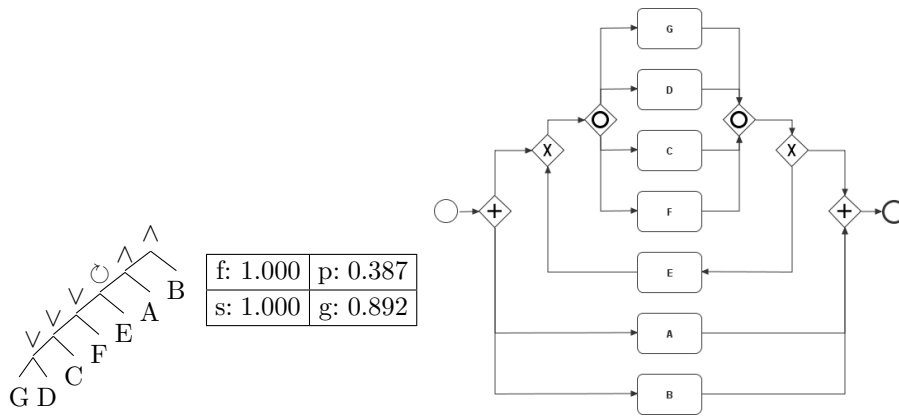 G
D
C
X
X
F
+
+
∧
∧
B
↻
A
∨
E
∨
F
∨
C
G D
f: 1.000 p: 0.387
s: 1.000 g: 0.892
E
A
B